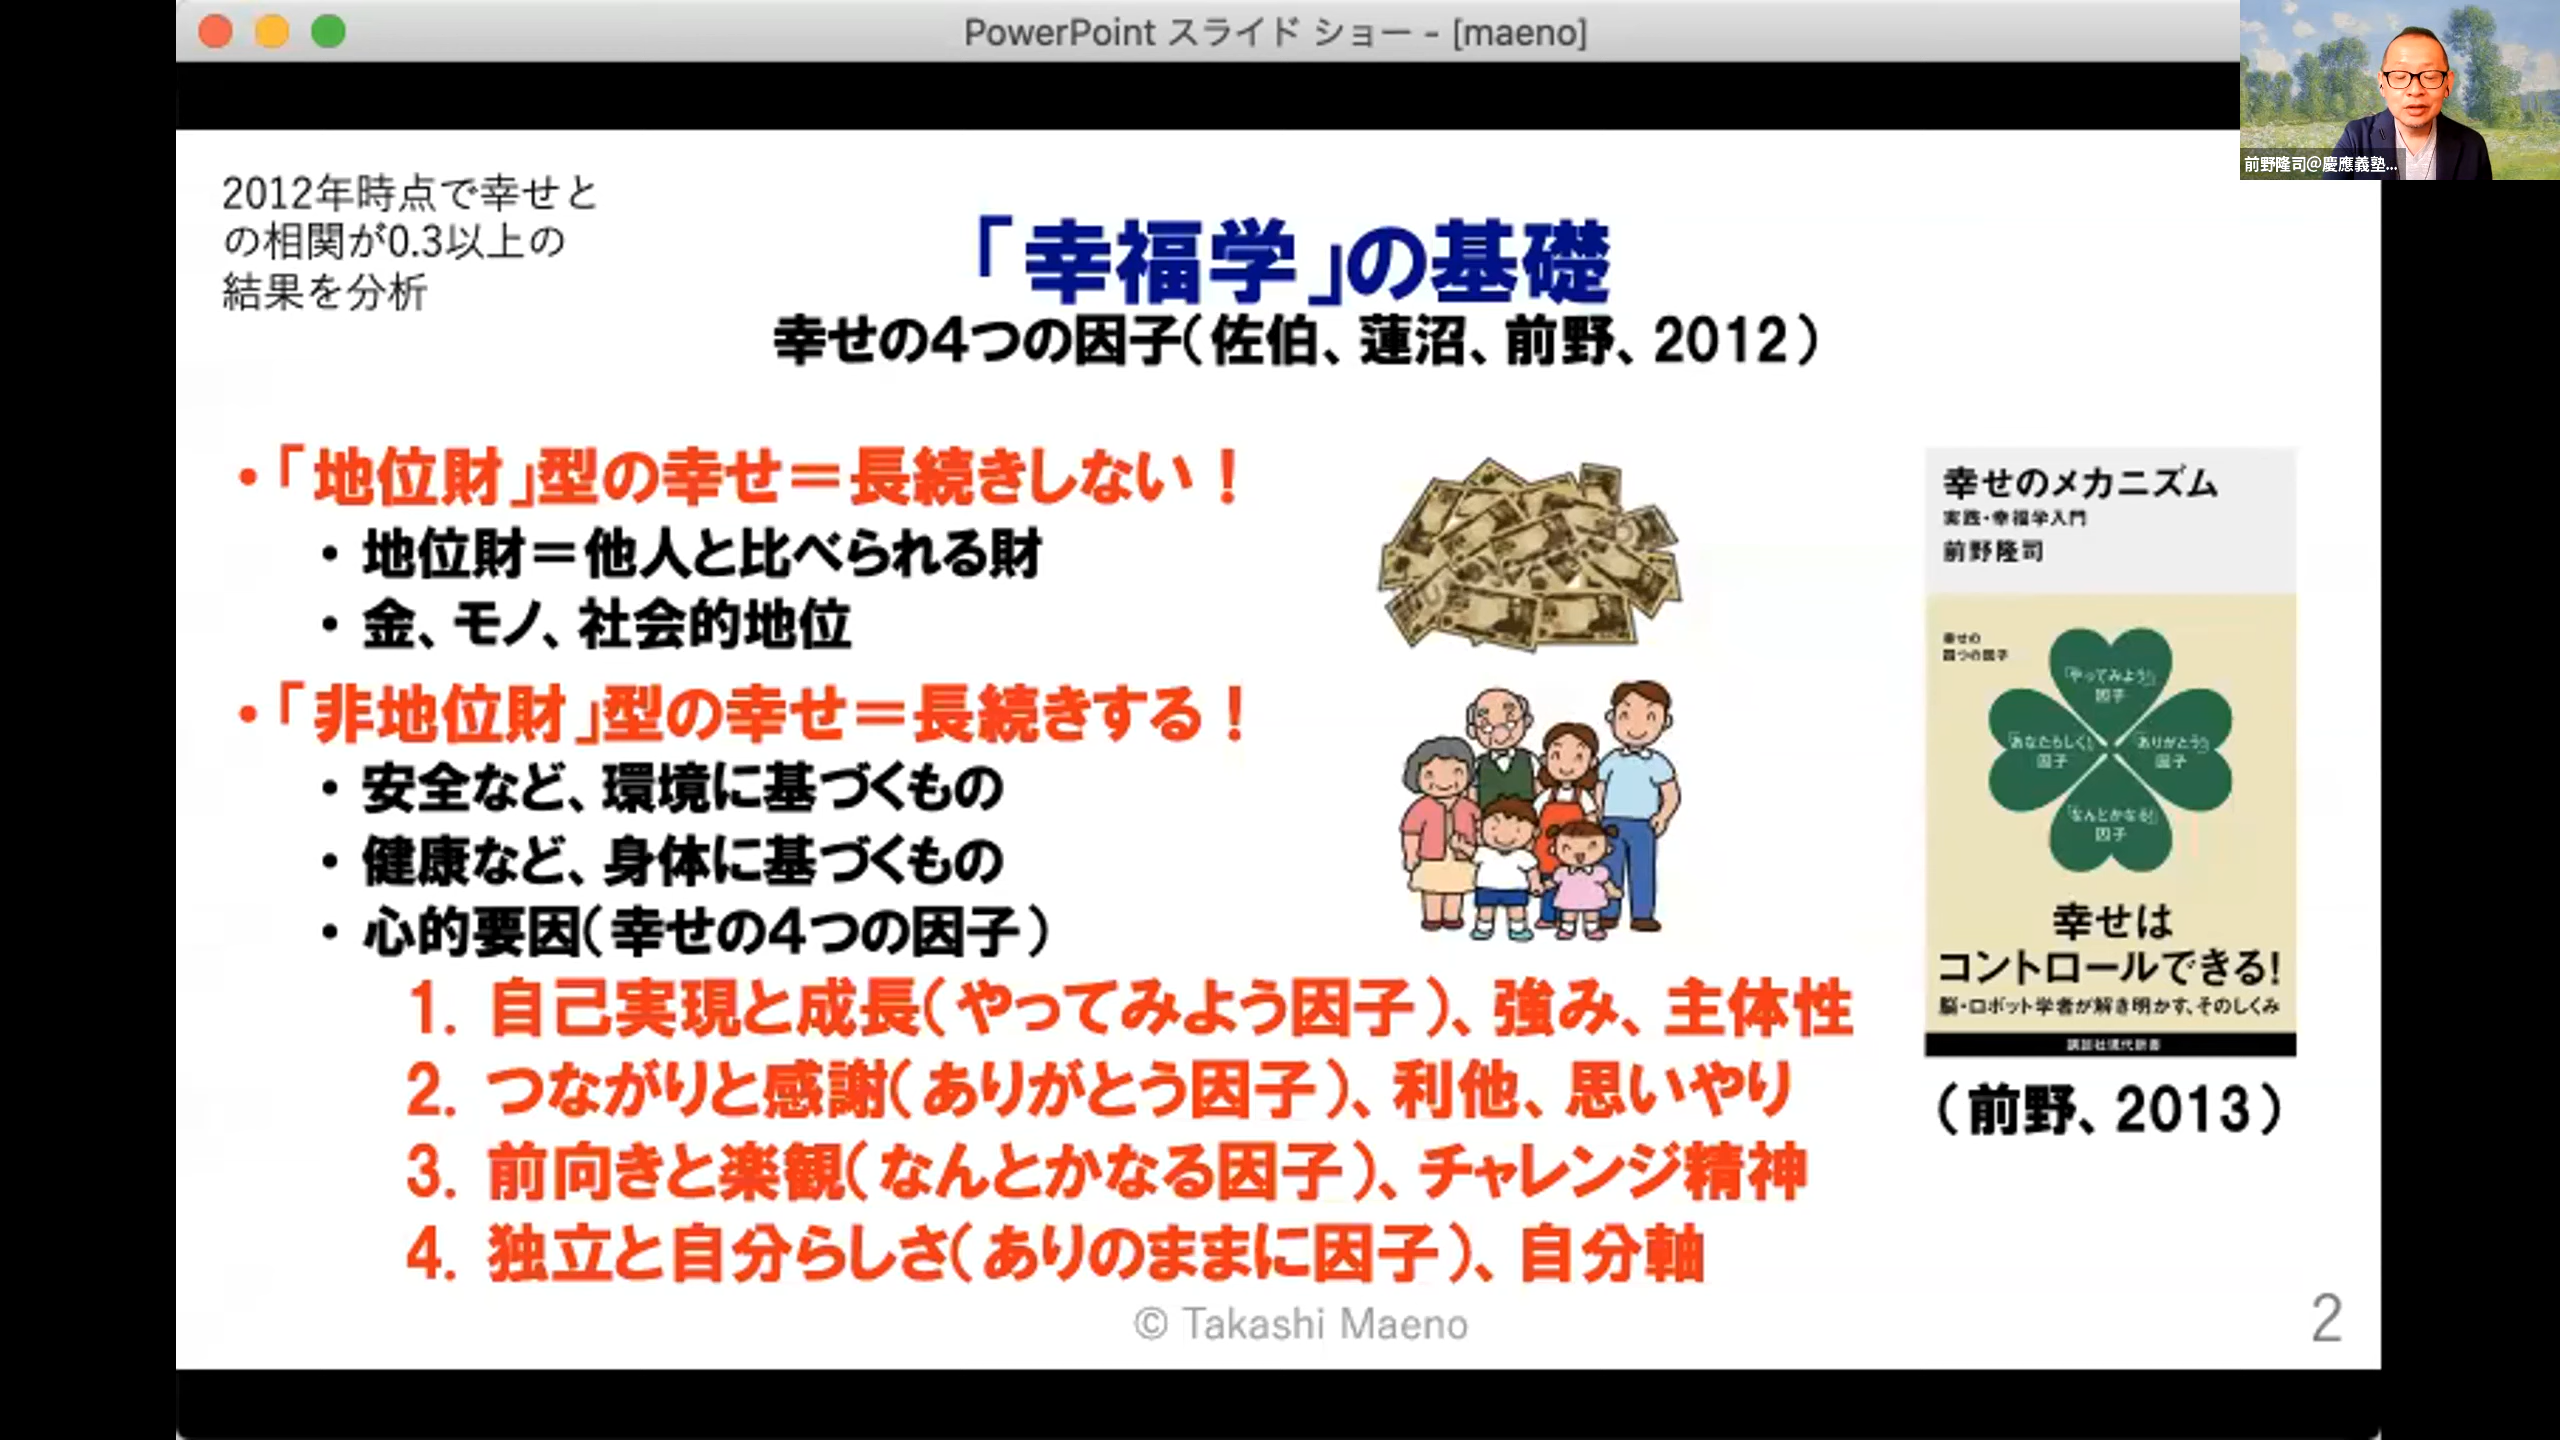 PowerPoint スライド ショー - [maeno]
前野隆司@慶應義塾...
2012年時点で幸せと
の相関が0.3以上の
結果を分析
「幸福学」の基礎
幸せの4つの因子(佐伯、蓮沼、前野、2012)
・「地位財」型の幸せ=長続きしない!
・地位財=他人と比べられる財
・金、モノ、社会的地位
・「非地位財」型の幸せ=長続きする!
・安全など、環境に基づくもの
・健康など、身体に基づくもの
・心的要因(幸せの4つの因子)
1. 自己実現と成長(やってみよう因子)、強み、主体性
2. つながりと感謝(ありがとう因子)、利他、思いやり
3. 前向きと楽観(なんとかなる因子)、チャレンジ精神
4. 独立と自分らしさ(ありのままに因子)、自分軸
幸せのメカニズム
実践・幸福学入門
前野隆司
幸せの
四つの因子
「やってみよう!」
因子
「あなたらしく!」
因子
「ありがとう!」
因子
「なんとかなる!」
因子
幸せは
コントロールできる!
脳・ロボット学者が解き明かす、そのしくみ
講談社現代新書
(前野、2013)
© Takashi Maeno
2